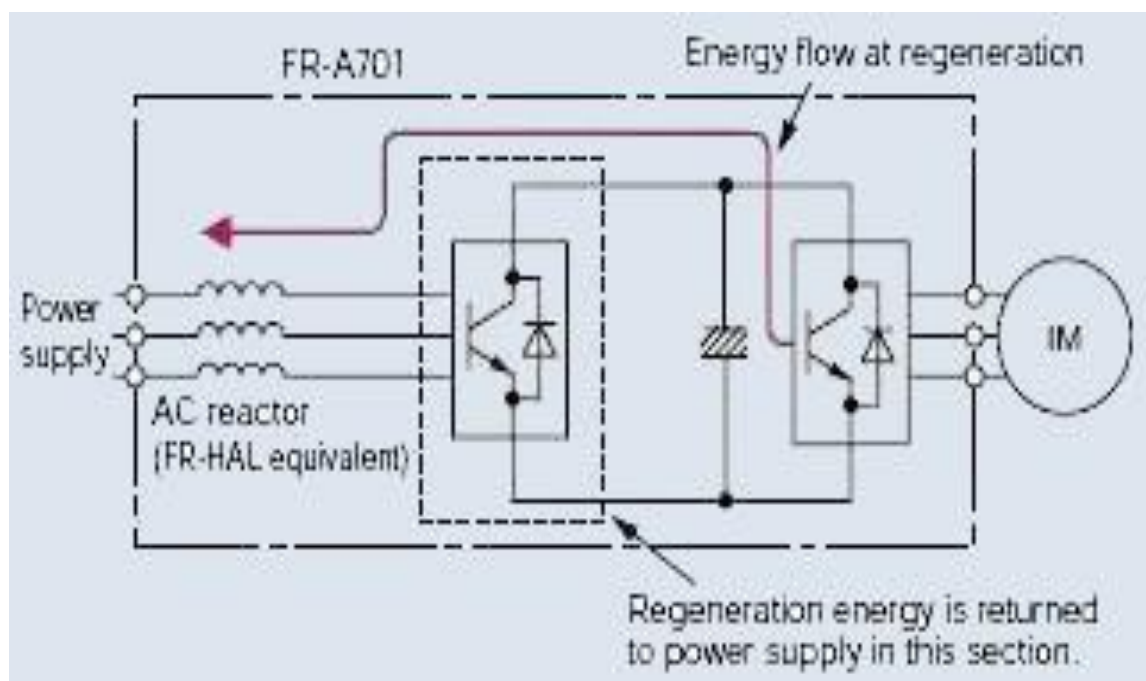 FR-A701
Energy flow at regeneration
Power
supply
AC reactor
(FR-HAL equivalent)
IM
Regeneration energy is returned
to power supply in this section.